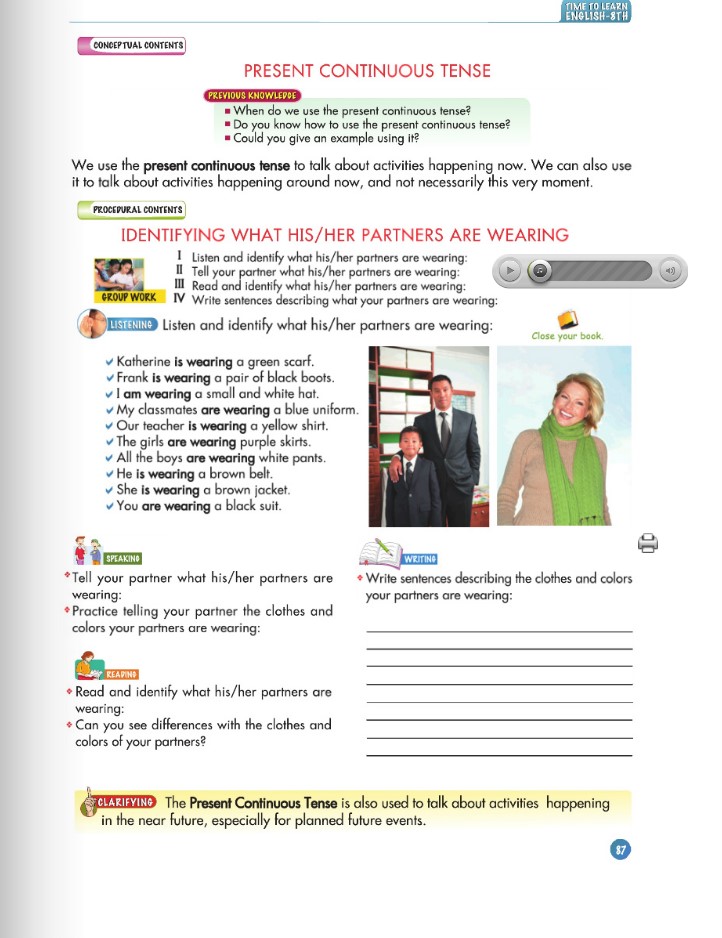 TIME TO LEARN
ENGLISH-8TH
CONCEPTUAL CONTENTS
PRESENT CONTINUOUS TENSE
PREVIOUS KNOWLEDGE
When do we use the present continuous tense?
Do you know how to use the present continuous tense?
Could you give an example using it?
We use the present continuous tense to talk about activities happening now. We can also use
it to talk about activities happening around now, and not necessarily this very moment.
PROCEDURAL CONTENTS
IDENTIFYING WHAT HIS/HER PARTNERS ARE WEARING
GROUP WORK
I Listen and identify what his/her partners are wearing:
II Tell your partner what his/her partners are wearing:
III Read and identify what his/her partners are wearing:
IV Write sentences describing what your partners are wearing:
LISTENING Listen and identify what his/her partners are wearing:
Close your book.
Katherine is wearing a green scarf.
Frank is wearing a pair of black boots.
I am wearing a small and white hat.
My classmates are wearing a blue uniform.
Our teacher is wearing a yellow shirt.
The girls are wearing purple skirts.
All the boys are wearing white pants.
He is wearing a brown belt.
She is wearing a brown jacket.
You are wearing a black suit.
SPEAKING
Tell your partner what his/her partners are
wearing:
Practice telling your partner the clothes and
colors your partners are wearing:
READING
Read and identify what his/her partners are
wearing:
Can you see differences with the clothes and
colors of your partners?
WRITING
Write sentences describing the clothes and colors
your partners are wearing:
CLARIFYING The Present Continuous Tense is also used to talk about activities happening
in the near future, especially for planned future events.
87